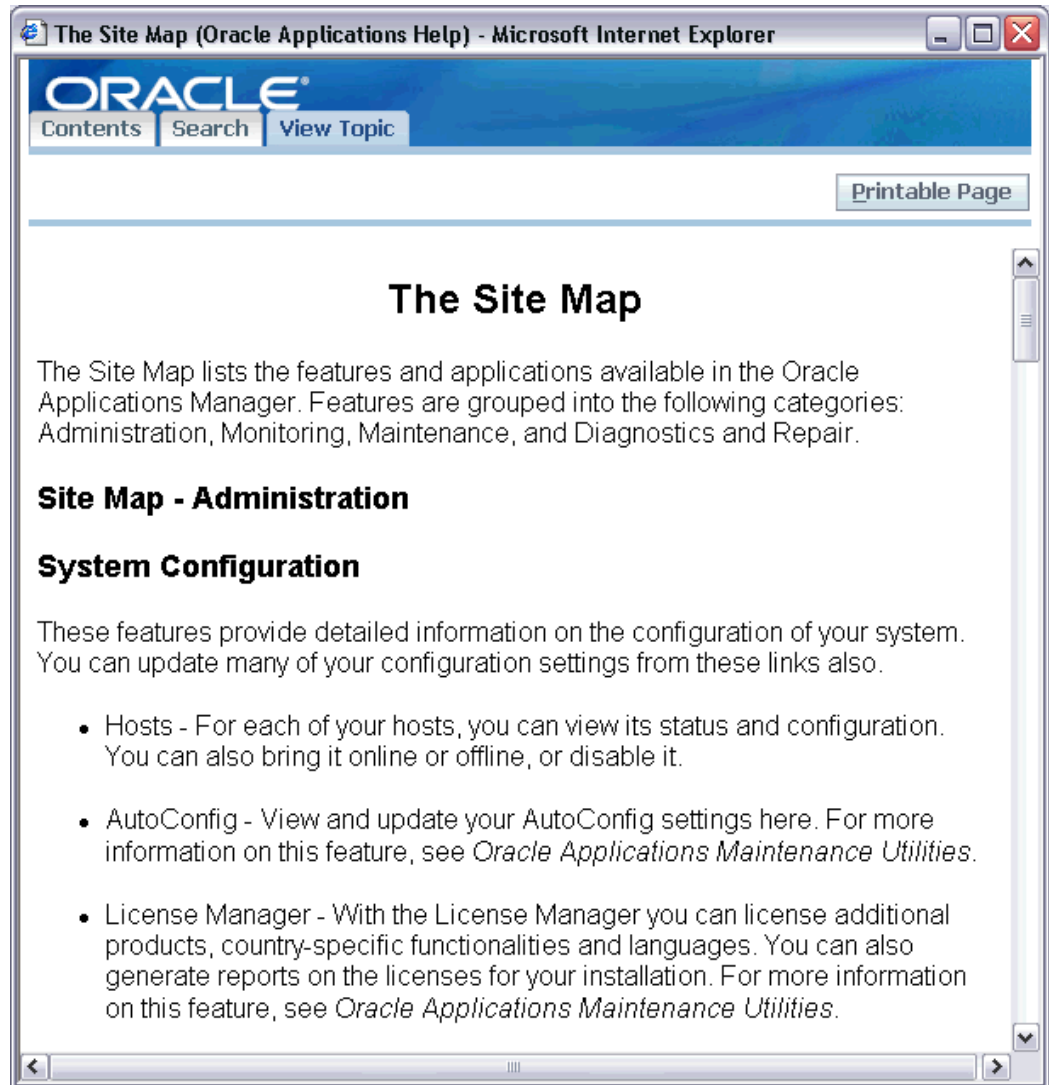 The Site Map (Oracle Applications Help) - Microsoft Internet Explorer
ORACLE®
Contents Search View Topic
Printable Page
The Site Map
The Site Map lists the features and applications available in the Oracle
Applications Manager. Features are grouped into the following categories:
Administration, Monitoring, Maintenance, and Diagnostics and Repair.
Site Map - Administration
System Configuration
These features provide detailed information on the configuration of your system.
You can update many of your configuration settings from these links also.
• Hosts - For each of your hosts, you can view its status and configuration.
You can also bring it online or offline, or disable it.
• AutoConfig - View and update your AutoConfig settings here. For more
information on this feature, see Oracle Applications Maintenance Utilities.
• License Manager - With the License Manager you can license additional
products, country-specific functionalities and languages. You can also
generate reports on the licenses for your installation. For more information
on this feature, see Oracle Applications Maintenance Utilities.